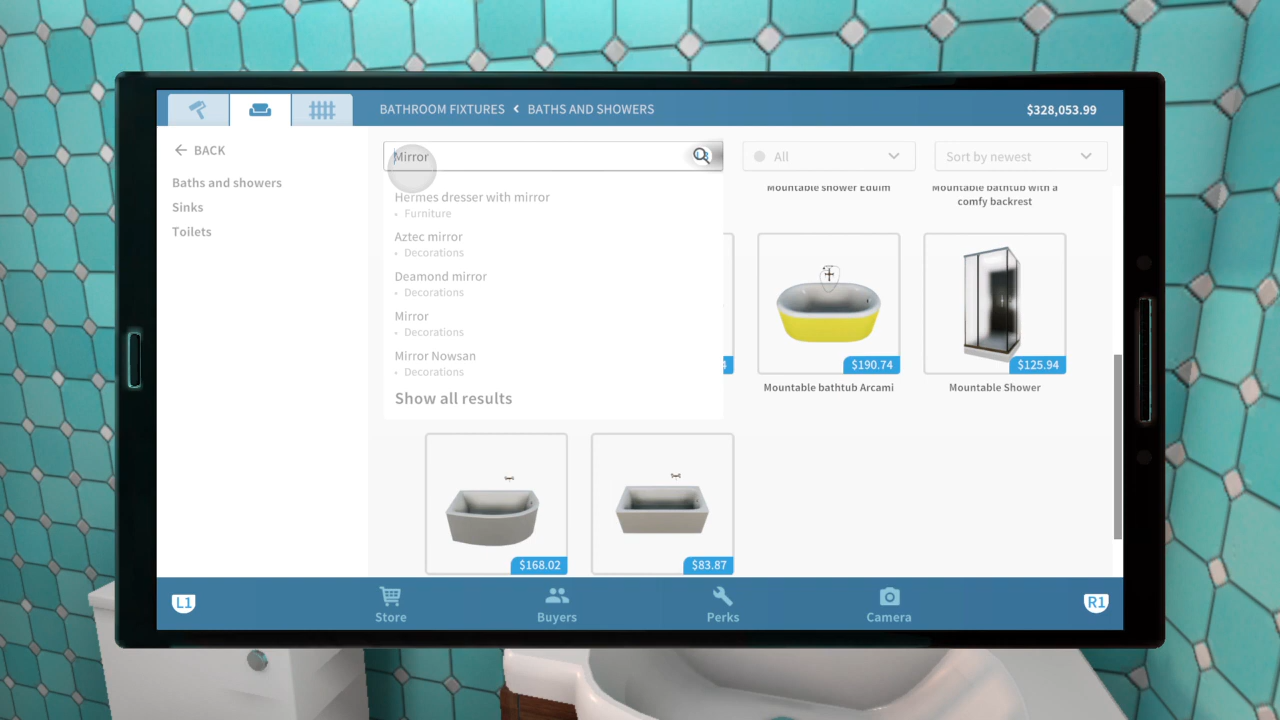 BATHROOM FIXTURES < BATHS AND SHOWERS
$328,053.99
BACK
Baths and showers
Sinks
Toilets
Mirror
All
Sort by newest
Hermes dresser with mirror
• Furniture
Aztec mirror
• Decorations
Deamond mirror
• Decorations
Mirror
• Decorations
Mirror Nowsan
• Decorations
Show all results
Mountable shower Eduim
Mountable bathtub with a
comfy backrest
$190.74
$125.94
Mountable bathtub Arcami
Mountable Shower
$168.02
$83.87
L1
Store
Buyers
Perks
Camera
R1